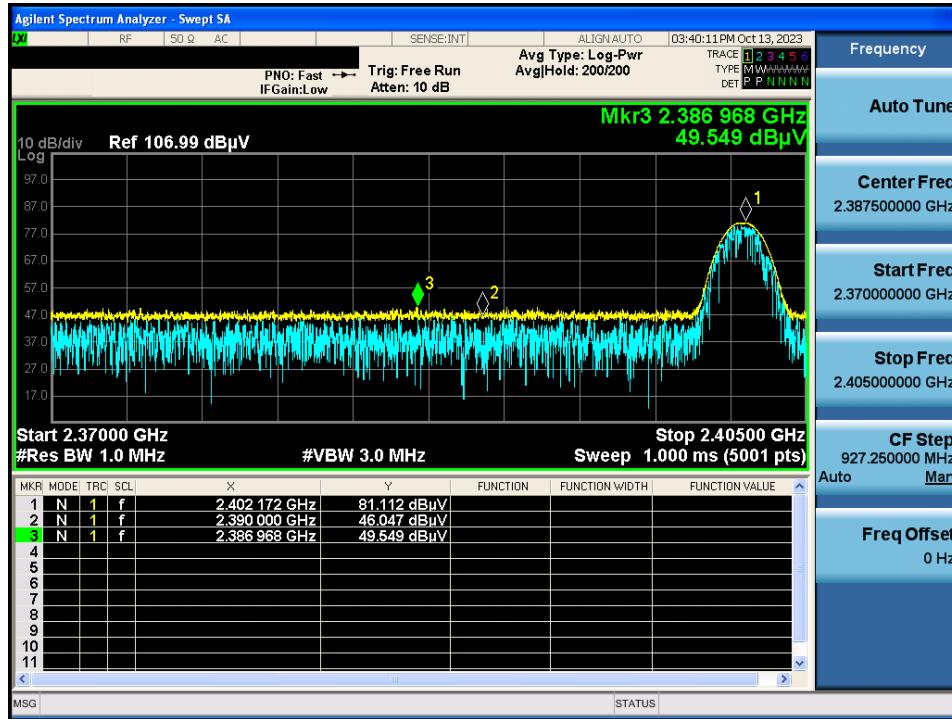 Agilent Spectrum Analyzer - Swept SA
LXI RF 50 Ω AC SENSE:INT ALIGN AUTO 03:40:11 PM Oct 13, 2023
PNO: Fast IFGain:Low
Trig: Free Run
Atten: 10 dB
Avg Type: Log-Pwr
Avg|Hold: 200/200
TRACE 1 2 3 4 5 6
TYPE M W W W W W
DET P P N N N N
Mkr3 2.386 968 GHz
49.549 dBµV
10 dB/div Ref 106.99 dBµV
Log
97.0
87.0
77.0
67.0
57.0
47.0
37.0
27.0
17.0
1
2
3
Start 2.37000 GHz Stop 2.40500 GHz
#Res BW 1.0 MHz #VBW 3.0 MHz Sweep 1.000 ms (5001 pts)
MKR MODE TRC SCL X Y FUNCTION FUNCTION WIDTH FUNCTION VALUE
1 N 1 f 2.402 172 GHz 81.112 dBµV
2 N 1 f 2.390 000 GHz 46.047 dBµV
3 N 1 f 2.386 968 GHz 49.549 dBµV
4
5
6
7
8
9
10
11
MSG STATUS
Frequency
Auto Tune
Center Freq
2.387500000 GHz
Start Freq
2.370000000 GHz
Stop Freq
2.405000000 GHz
CF Step
927.250000 MHz
Auto Man
Freq Offset
0 Hz